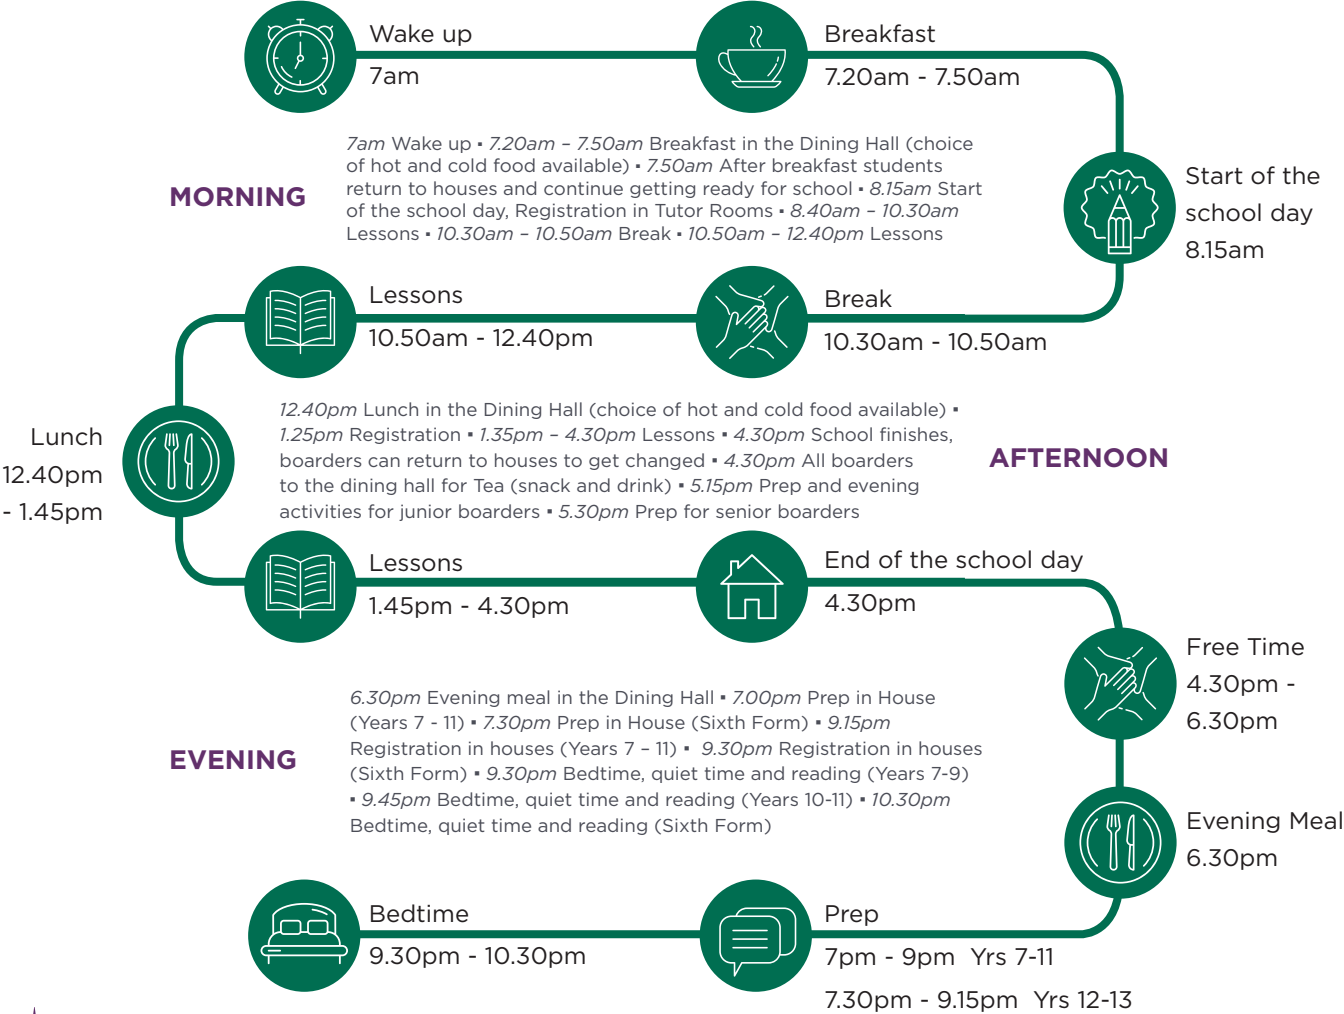 Wake up
7am
Breakfast
7.20am - 7.50am
7am Wake up ▪ 7.20am – 7.50am Breakfast in the Dining Hall (choice
of hot and cold food available) ▪ 7.50am After breakfast students
return to houses and continue getting ready for school ▪ 8.15am Start
of the school day, Registration in Tutor Rooms ▪ 8.40am – 10.30am
Lessons ▪ 10.30am – 10.50am Break ▪ 10.50am – 12.40pm Lessons
MORNING
Start of the
school day
8.15am
Lessons
10.50am - 12.40pm
Break
10.30am - 10.50am
Lunch
12.40pm
- 1.45pm
12.40pm Lunch in the Dining Hall (choice of hot and cold food available) ▪
1.25pm Registration ▪ 1.35pm – 4.30pm Lessons ▪ 4.30pm School finishes,
boarders can return to houses to get changed ▪ 4.30pm All boarders
to the dining hall for Tea (snack and drink) ▪ 5.15pm Prep and evening
activities for junior boarders ▪ 5.30pm Prep for senior boarders
AFTERNOON
Lessons
1.45pm - 4.30pm
End of the school day
4.30pm
Free Time
4.30pm -
6.30pm
6.30pm Evening meal in the Dining Hall ▪ 7.00pm Prep in House
(Years 7 - 11) ▪ 7.30pm Prep in House (Sixth Form) ▪ 9.15pm
Registration in houses (Years 7 – 11) ▪ 9.30pm Registration in houses
(Sixth Form) ▪ 9.30pm Bedtime, quiet time and reading (Years 7-9)
▪ 9.45pm Bedtime, quiet time and reading (Years 10-11) ▪ 10.30pm
Bedtime, quiet time and reading (Sixth Form)
EVENING
Evening Meal
6.30pm
Bedtime
9.30pm - 10.30pm
Prep
7pm - 9pm Yrs 7-11
7.30pm - 9.15pm Yrs 12-13